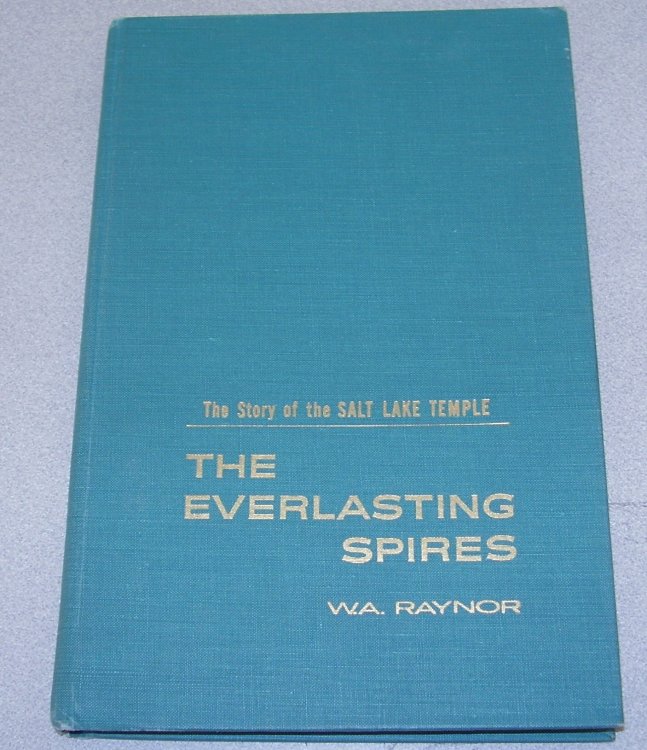 The Story of the SALT LAKE TEMPLE
THE
EVERLASTING
SPIRES
W.A. RAYNOR